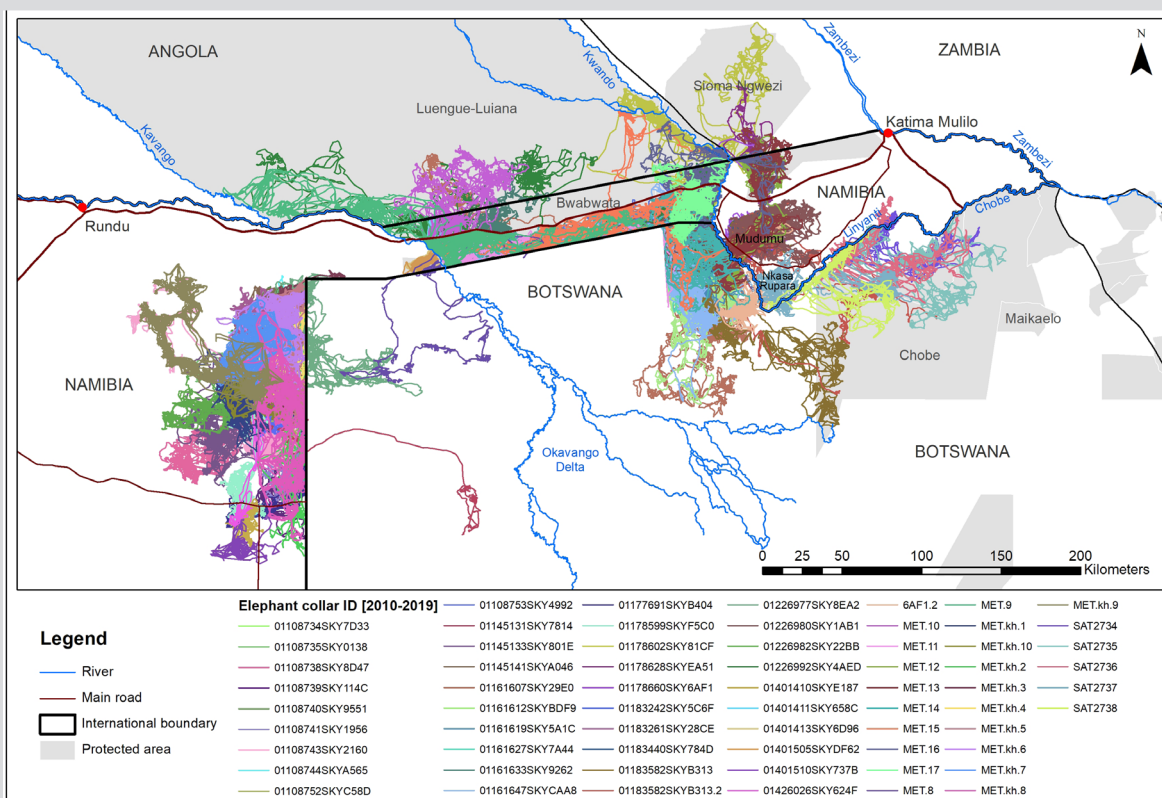 ANGOLA
ZAMBIA
N
Zambezi
Kwando
Sioma Ngwezi
Luengue-Luiana
Kavango
Katima Mulilo
Zambezi
NAMIBIA
Bwabwata
Chobe
Rundu
Linyanti
Mudumu
Nkasa
Rupara
BOTSWANA
Maikaelo
Chobe
NAMIBIA
BOTSWANA
Okavango
Delta
0 25 50 100 150 200
Kilometers
Legend
River
Main road
International boundary
Protected area
Elephant collar ID [2010-2019]
01108734SKY7D33
01108735SKY0138
01108738SKY8D47
01108739SKY114C
01108740SKY9551
01108741SKY1956
01108743SKY2160
01108744SKYA565
01108752SKYC58D
01108753SKY4992
01145131SKY7814
01145133SKY801E
01145141SKYA046
01161607SKY29E0
01161612SKYBDF9
01161619SKY5A1C
01161627SKY7A44
01161633SKY9262
01161647SKYCAA8
01177691SKYB404
01178599SKYF5C0
01178602SKY81CF
01178628SKYEA51
01178660SKY6AF1
01183242SKY5C6F
01183261SKY28CE
01183440SKY784D
01183582SKYB313
01183582SKYB313.2
01226977SKY8EA2
01226980SKY1AB1
01226982SKY22BB
01226992SKY4AED
01401410SKYE187
01401411SKY658C
01401413SKY6D96
01401505SKYDF62
01401510SKY737B
01426026SKY624F
6AF1.2
MET.10
MET.11
MET.12
MET.13
MET.14
MET.15
MET.16
MET.17
MET.8
MET.9
MET.kh.1
MET.kh.10
MET.kh.2
MET.kh.3
MET.kh.4
MET.kh.5
MET.kh.6
MET.kh.7
MET.kh.8
MET.kh.9
SAT2734
SAT2735
SAT2736
SAT2737
SAT2738